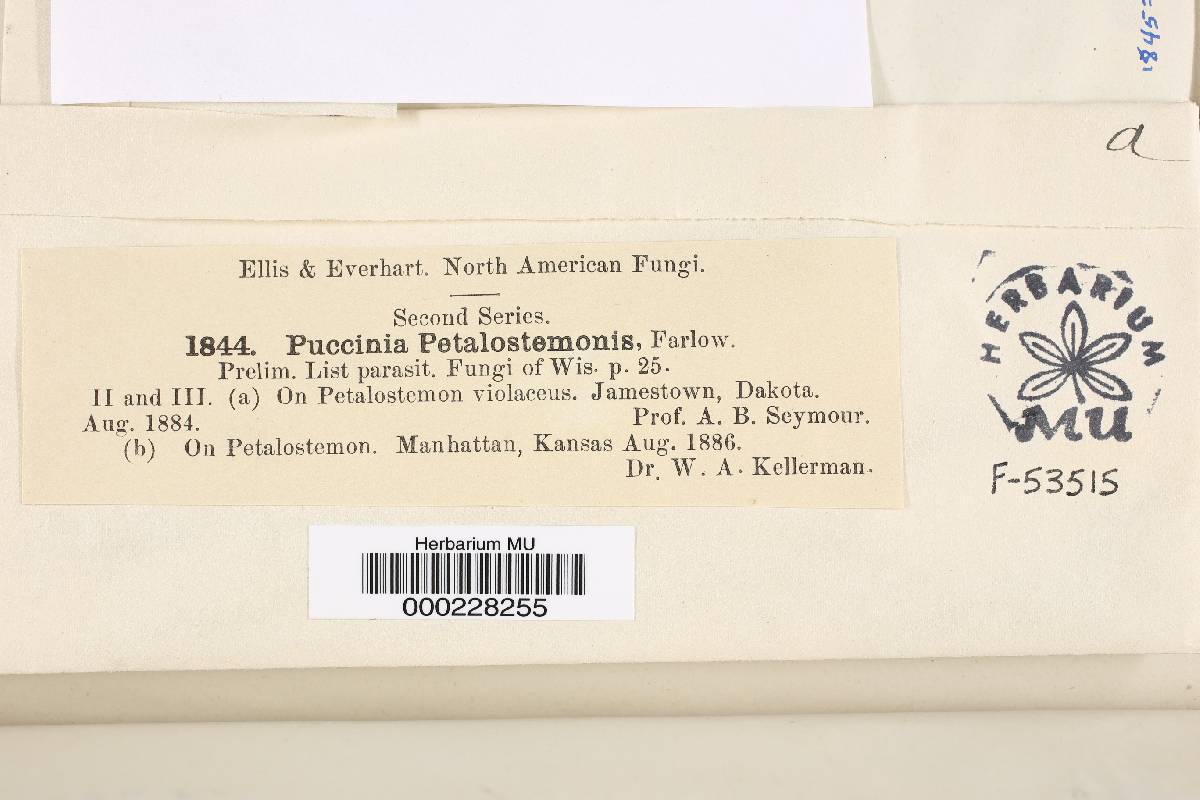 a
Ellis & Everhart. North American Fungi.
Second Series.
1844. Puccinia Petalostemonis, Farlow.
Prelim. List parasit. Fungi of Wis. p. 25.
II and III. (a) On Petalostemon violaceus. Jamestown, Dakota.
Aug. 1884. Prof. A. B. Seymour.
(b) On Petalostemon. Manhattan, Kansas Aug. 1886.
Dr. W. A. Kellerman.
HERBARIUM
MU
F-53515
Herbarium MU
000228255